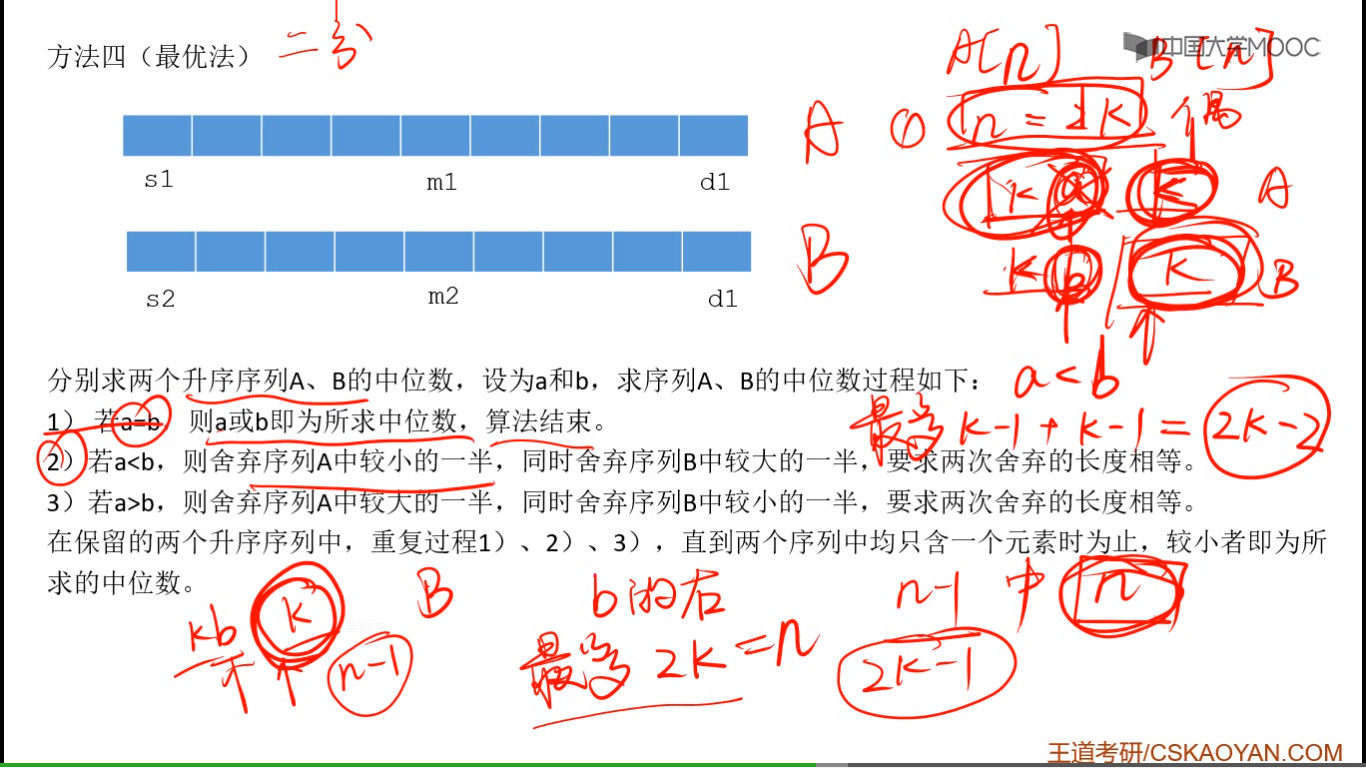 方法四（最优法） 二分
中国大学MOOC
A[n] B[n]
A ① n = 2k 偶
s1 m1 d1
k a k A
B
k B k B
s2 m2 d1
a<b
分别求两个升序序列A、B的中位数，设为a和b，求序列A、B的中位数过程如下：
1） 若a=b，则a或b即为所求中位数，算法结束。
最多 k-1 + k-1 = 2k-2
2）若a<b，则舍弃序列A中较小的一半，同时舍弃序列B中较大的一半，要求两次舍弃的长度相等。
3）若a>b，则舍弃序列A中较大的一半，同时舍弃序列B中较小的一半，要求两次舍弃的长度相等。
在保留的两个升序序列中，重复过程1）、2）、3），直到两个序列中均只含一个元素时为止，较小者即为所
求的中位数。
kb k B
n-1
b的右
最多 2k = n
n-1 中 n
2k-1
王道考研/CSKAOYAN.COM